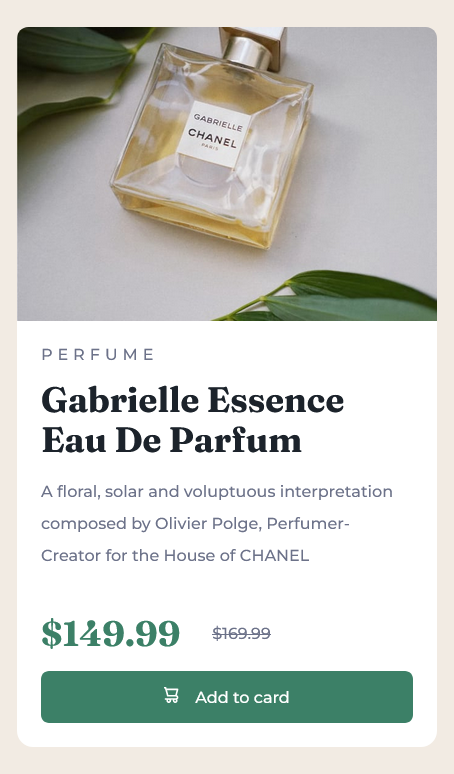 GABRIELLE
CHANEL
PARIS
PERFUME
Gabrielle Essence
Eau De Parfum
A floral, solar and voluptuous interpretation
composed by Olivier Polge, Perfumer-
Creator for the House of CHANEL
$149.99 $169.99
Add to card